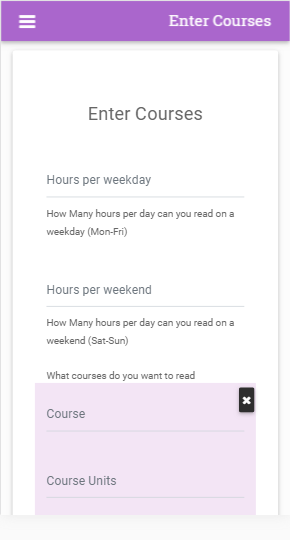 Enter Courses
Enter Courses
Hours per weekday
How Many hours per day can you read on a
weekday (Mon-Fri)
Hours per weekend
How Many hours per day can you read on a
weekend (Sat-Sun)
What courses do you want to read
Course
Course Units